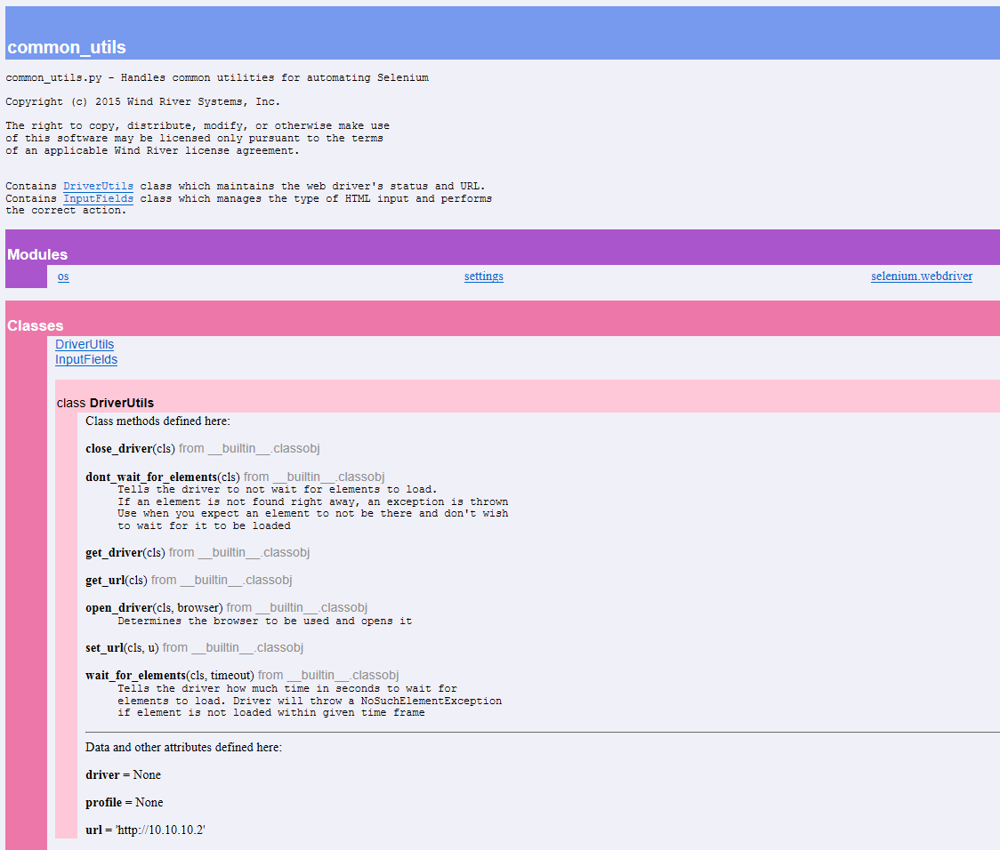 common_utils
common_utils.py - Handles common utilities for automating Selenium
Copyright (c) 2015 Wind River Systems, Inc.
The right to copy, distribute, modify, or otherwise make use
of this software may be licensed only pursuant to the terms
of an applicable Wind River license agreement.
Contains DriverUtils class which maintains the web driver's status and URL.
Contains InputFields class which manages the type of HTML input and performs
the correct action.
Modules
os settings selenium.webdriver
Classes
DriverUtils
InputFields
class DriverUtils
Class methods defined here:
close_driver(cls) from __builtin__.classobj
dont_wait_for_elements(cls) from __builtin__.classobj
Tells the driver to not wait for elements to load.
If an element is not found right away, an exception is thrown
Use when you expect an element to not be there and don't wish
to wait for it to be loaded
get_driver(cls) from __builtin__.classobj
get_url(cls) from __builtin__.classobj
open_driver(cls, browser) from __builtin__.classobj
Determines the browser to be used and opens it
set_url(cls, u) from __builtin__.classobj
wait_for_elements(cls, timeout) from __builtin__.classobj
Tells the driver how much time in seconds to wait for
elements to load. Driver will throw a NoSuchElementException
if element is not loaded within given time frame
Data and other attributes defined here:
driver = None
profile = None
url = 'http://10.10.10.2'